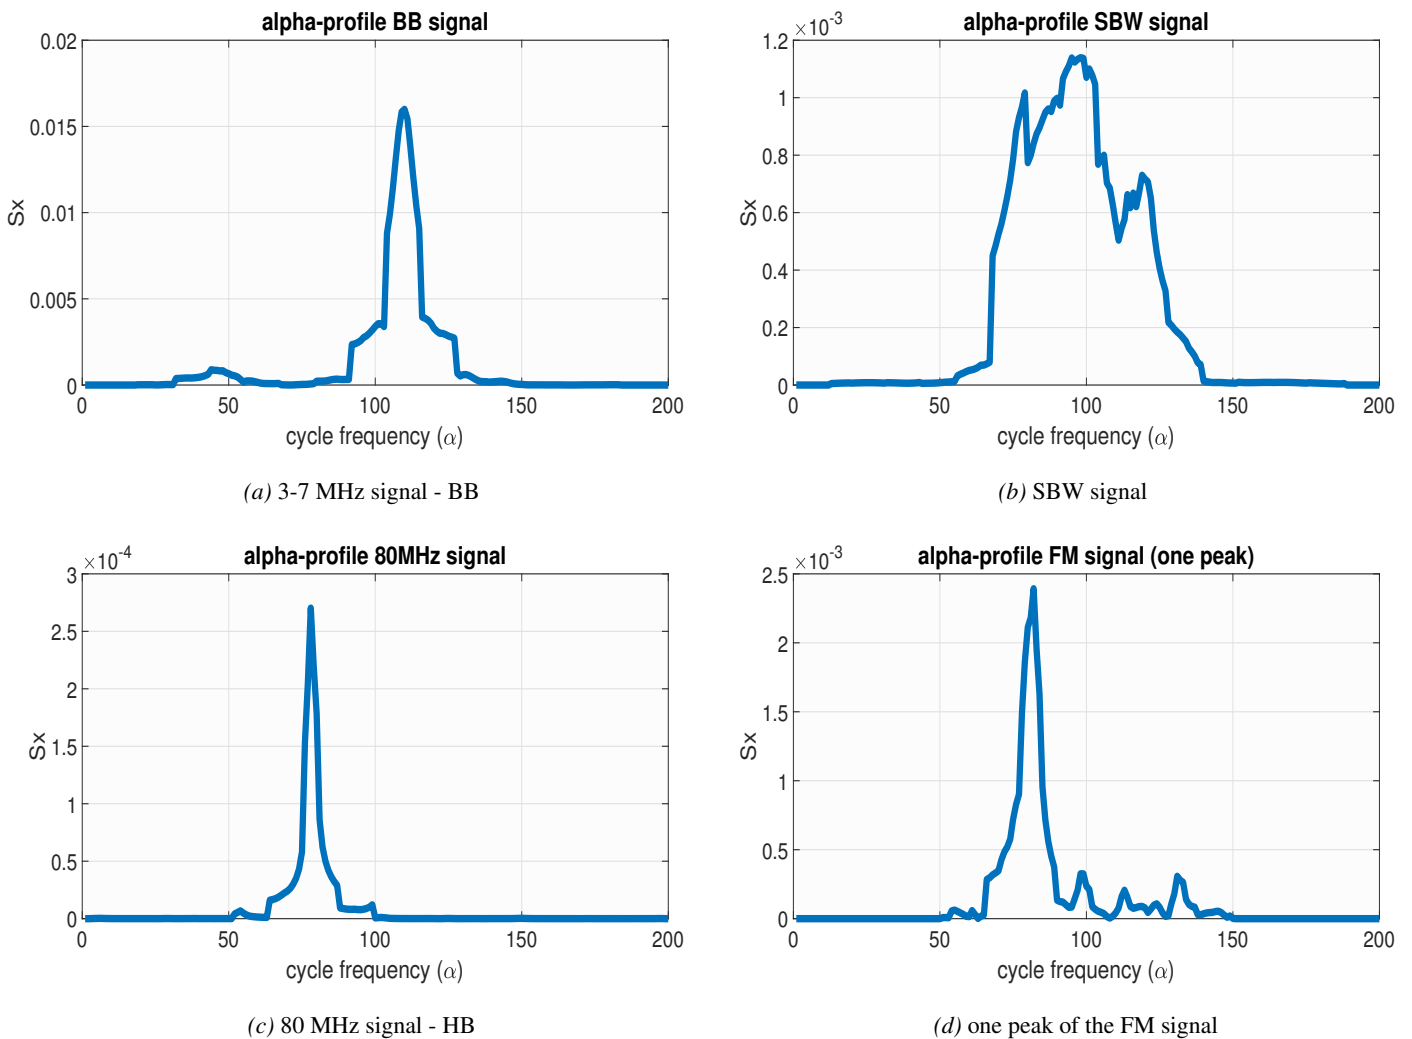 alpha-profile BB signal
0.02
0.015
0.01
0.005
0
Sx
0 50 100 150 200
cycle frequency (α)
(a) 3-7 MHz signal - BB
alpha-profile SBW signal
×10-3
1.2
1
0.8
0.6
0.4
0.2
0
Sx
0 50 100 150 200
cycle frequency (α)
(b) SBW signal
alpha-profile 80MHz signal
×10-4
3
2.5
2
1.5
1
0.5
0
Sx
0 50 100 150 200
cycle frequency (α)
(c) 80 MHz signal - HB
alpha-profile FM signal (one peak)
×10-3
2.5
2
1.5
1
0.5
0
Sx
0 50 100 150 200
cycle frequency (α)
(d) one peak of the FM signal